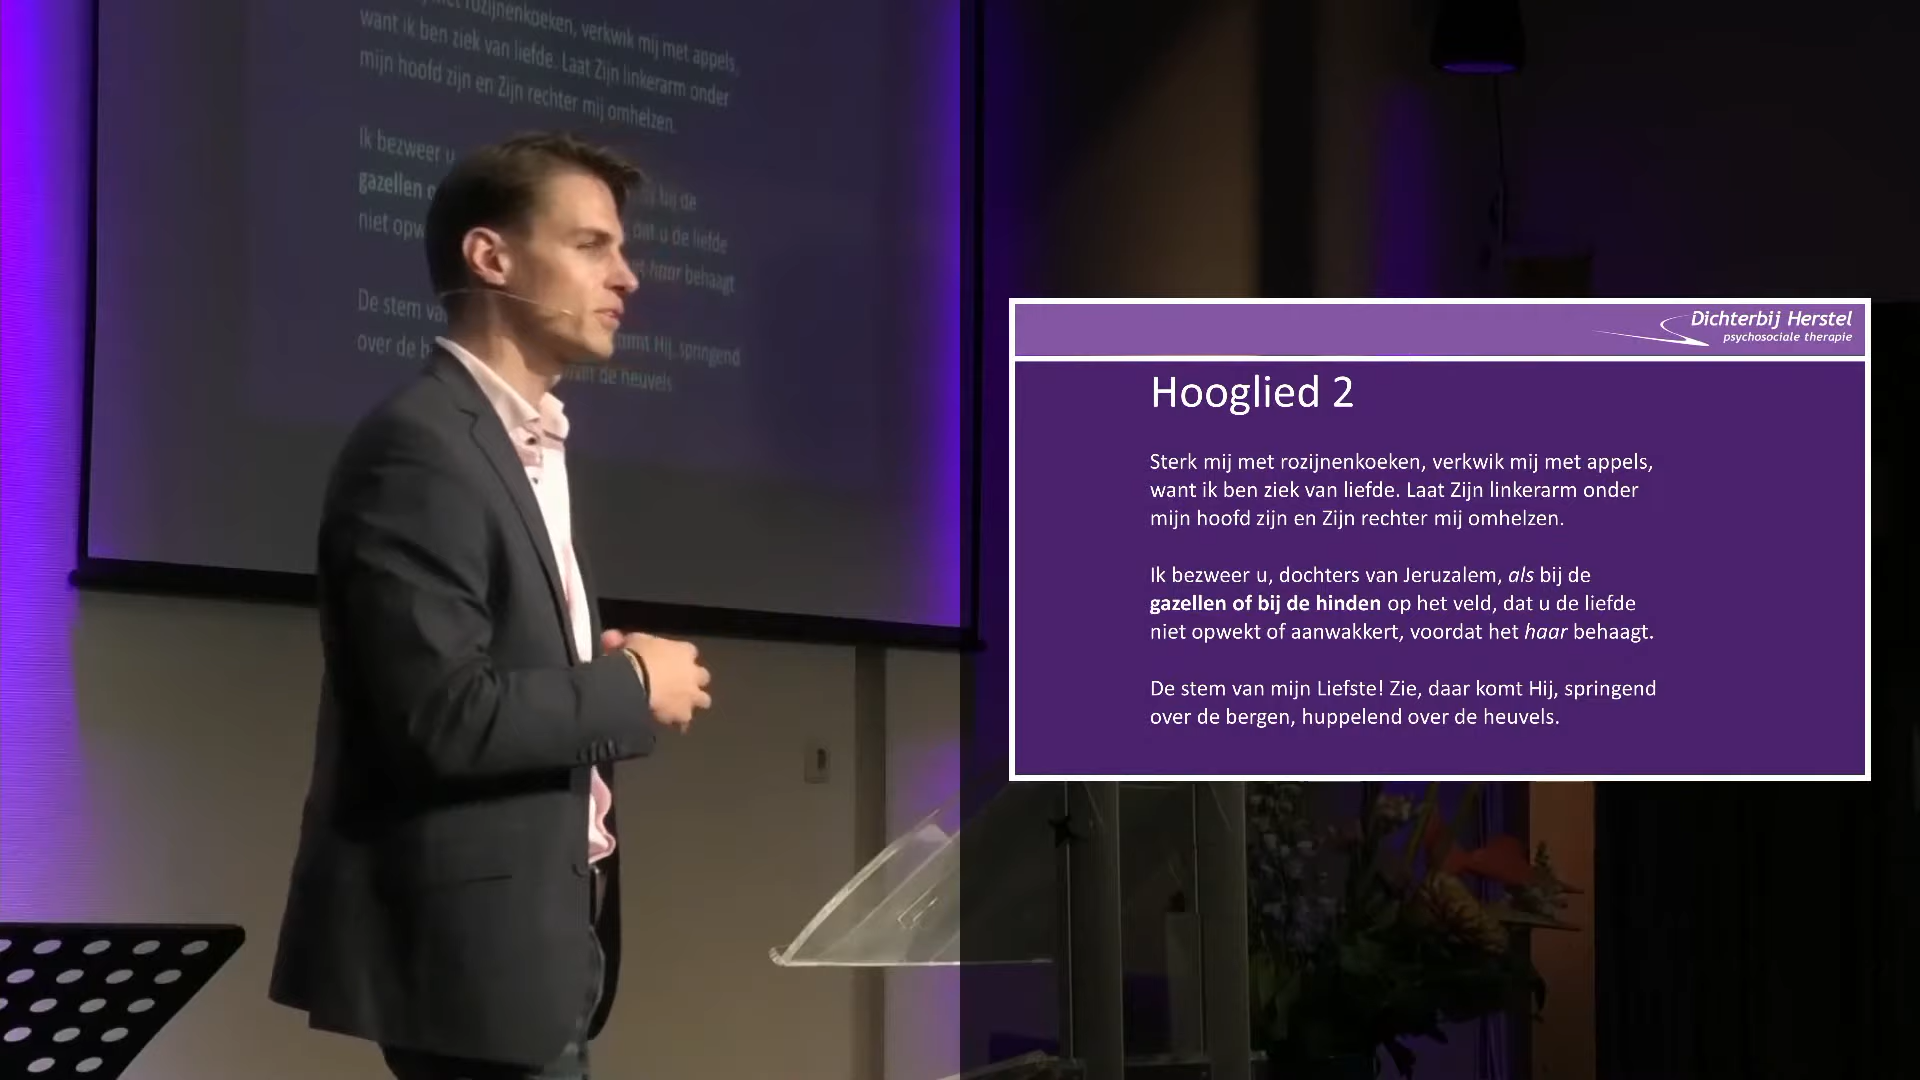 rozijnenkoeken, verkwik mij met appels,
want ik ben ziek van liefde. Laat Zijn linkerarm onder
mijn hoofd zijn en Zijn rechter mij omhelzen.
Ik bezweer u
gazellen o
bij de
niet opw
dat u de liefde
haar behaagt
De stem va
komt Hij, springend
over de b
over de heuvels
Dichterbij Herstel
psychosociale therapie
Hooglied 2
Sterk mij met rozijnenkoeken, verkwik mij met appels,
want ik ben ziek van liefde. Laat Zijn linkerarm onder
mijn hoofd zijn en Zijn rechter mij omhelzen.
Ik bezweer u, dochters van Jeruzalem, als bij de
gazellen of bij de hinden op het veld, dat u de liefde
niet opwekt of aanwakkert, voordat het haar behaagt.
De stem van mijn Liefste! Zie, daar komt Hij, springend
over de bergen, huppelend over de heuvels.